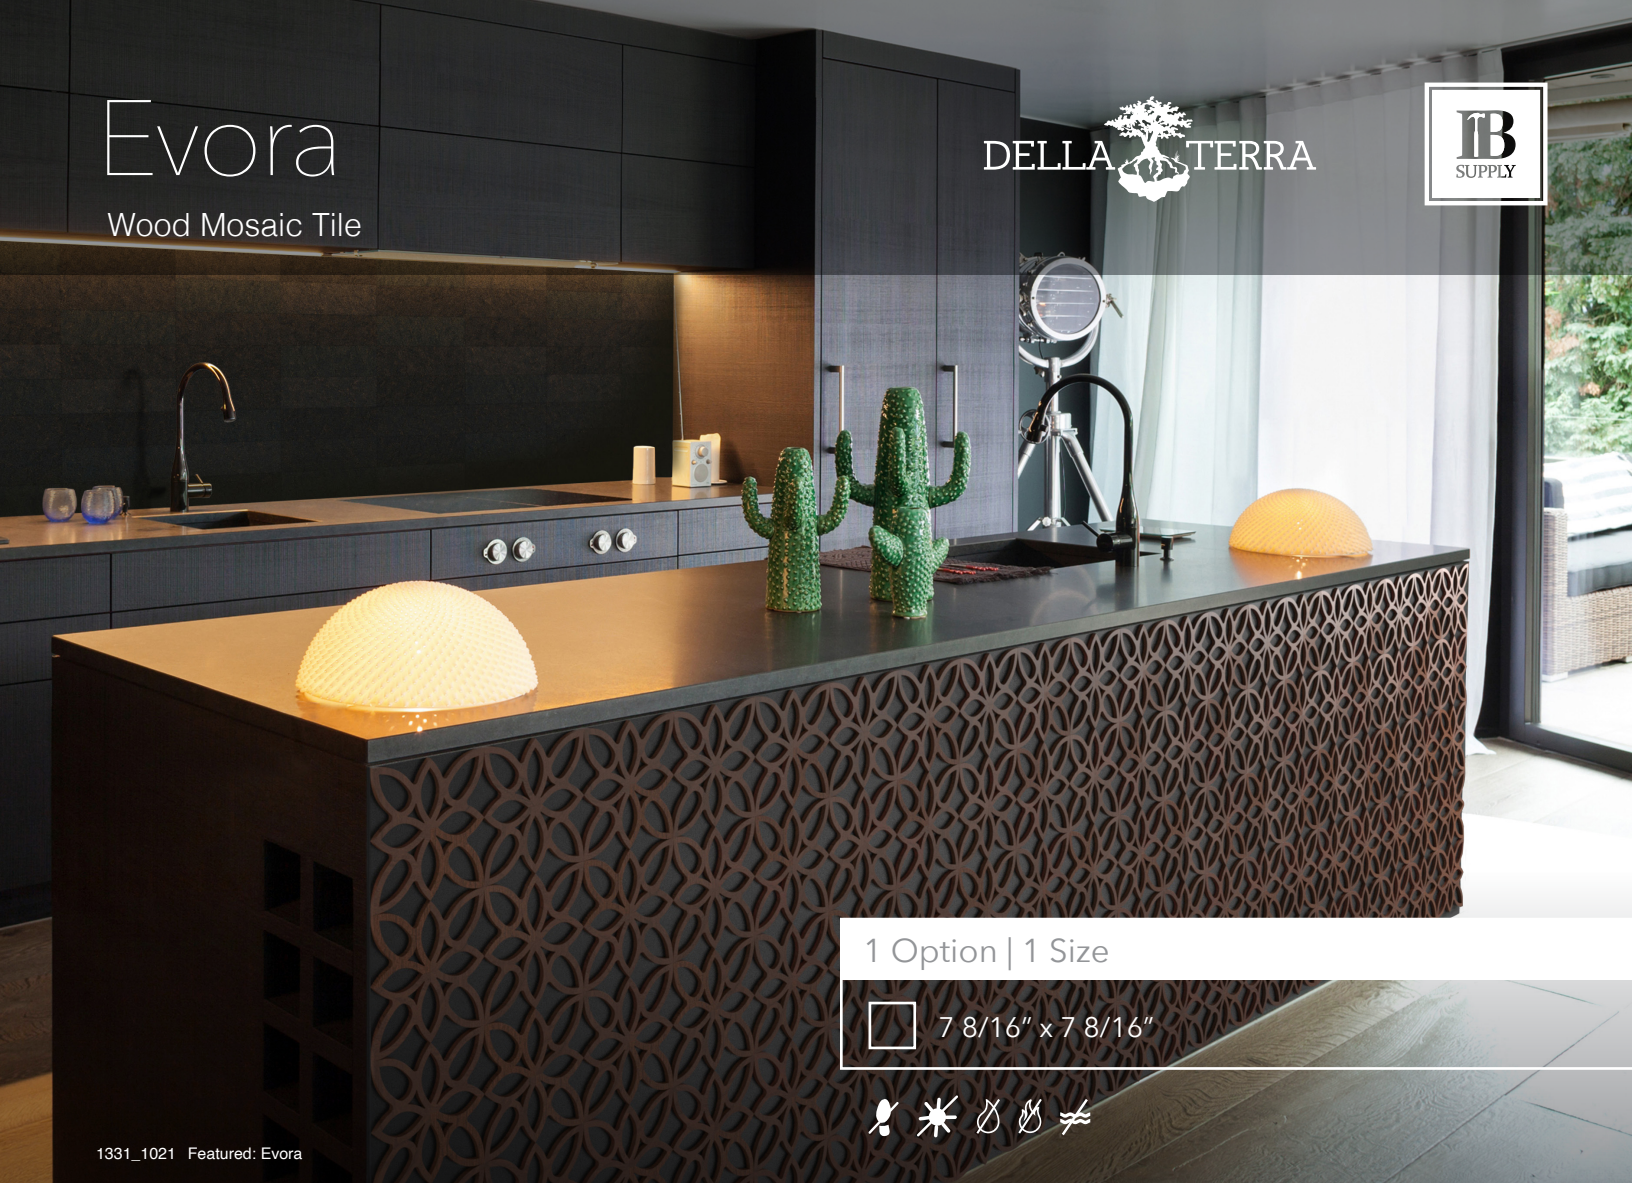 Evora
Wood Mosaic Tile
DELLA TERRA
IB
SUPPLY
1 Option | 1 Size
7 8/16” x 7 8/16”
1331_1021 Featured: Evora